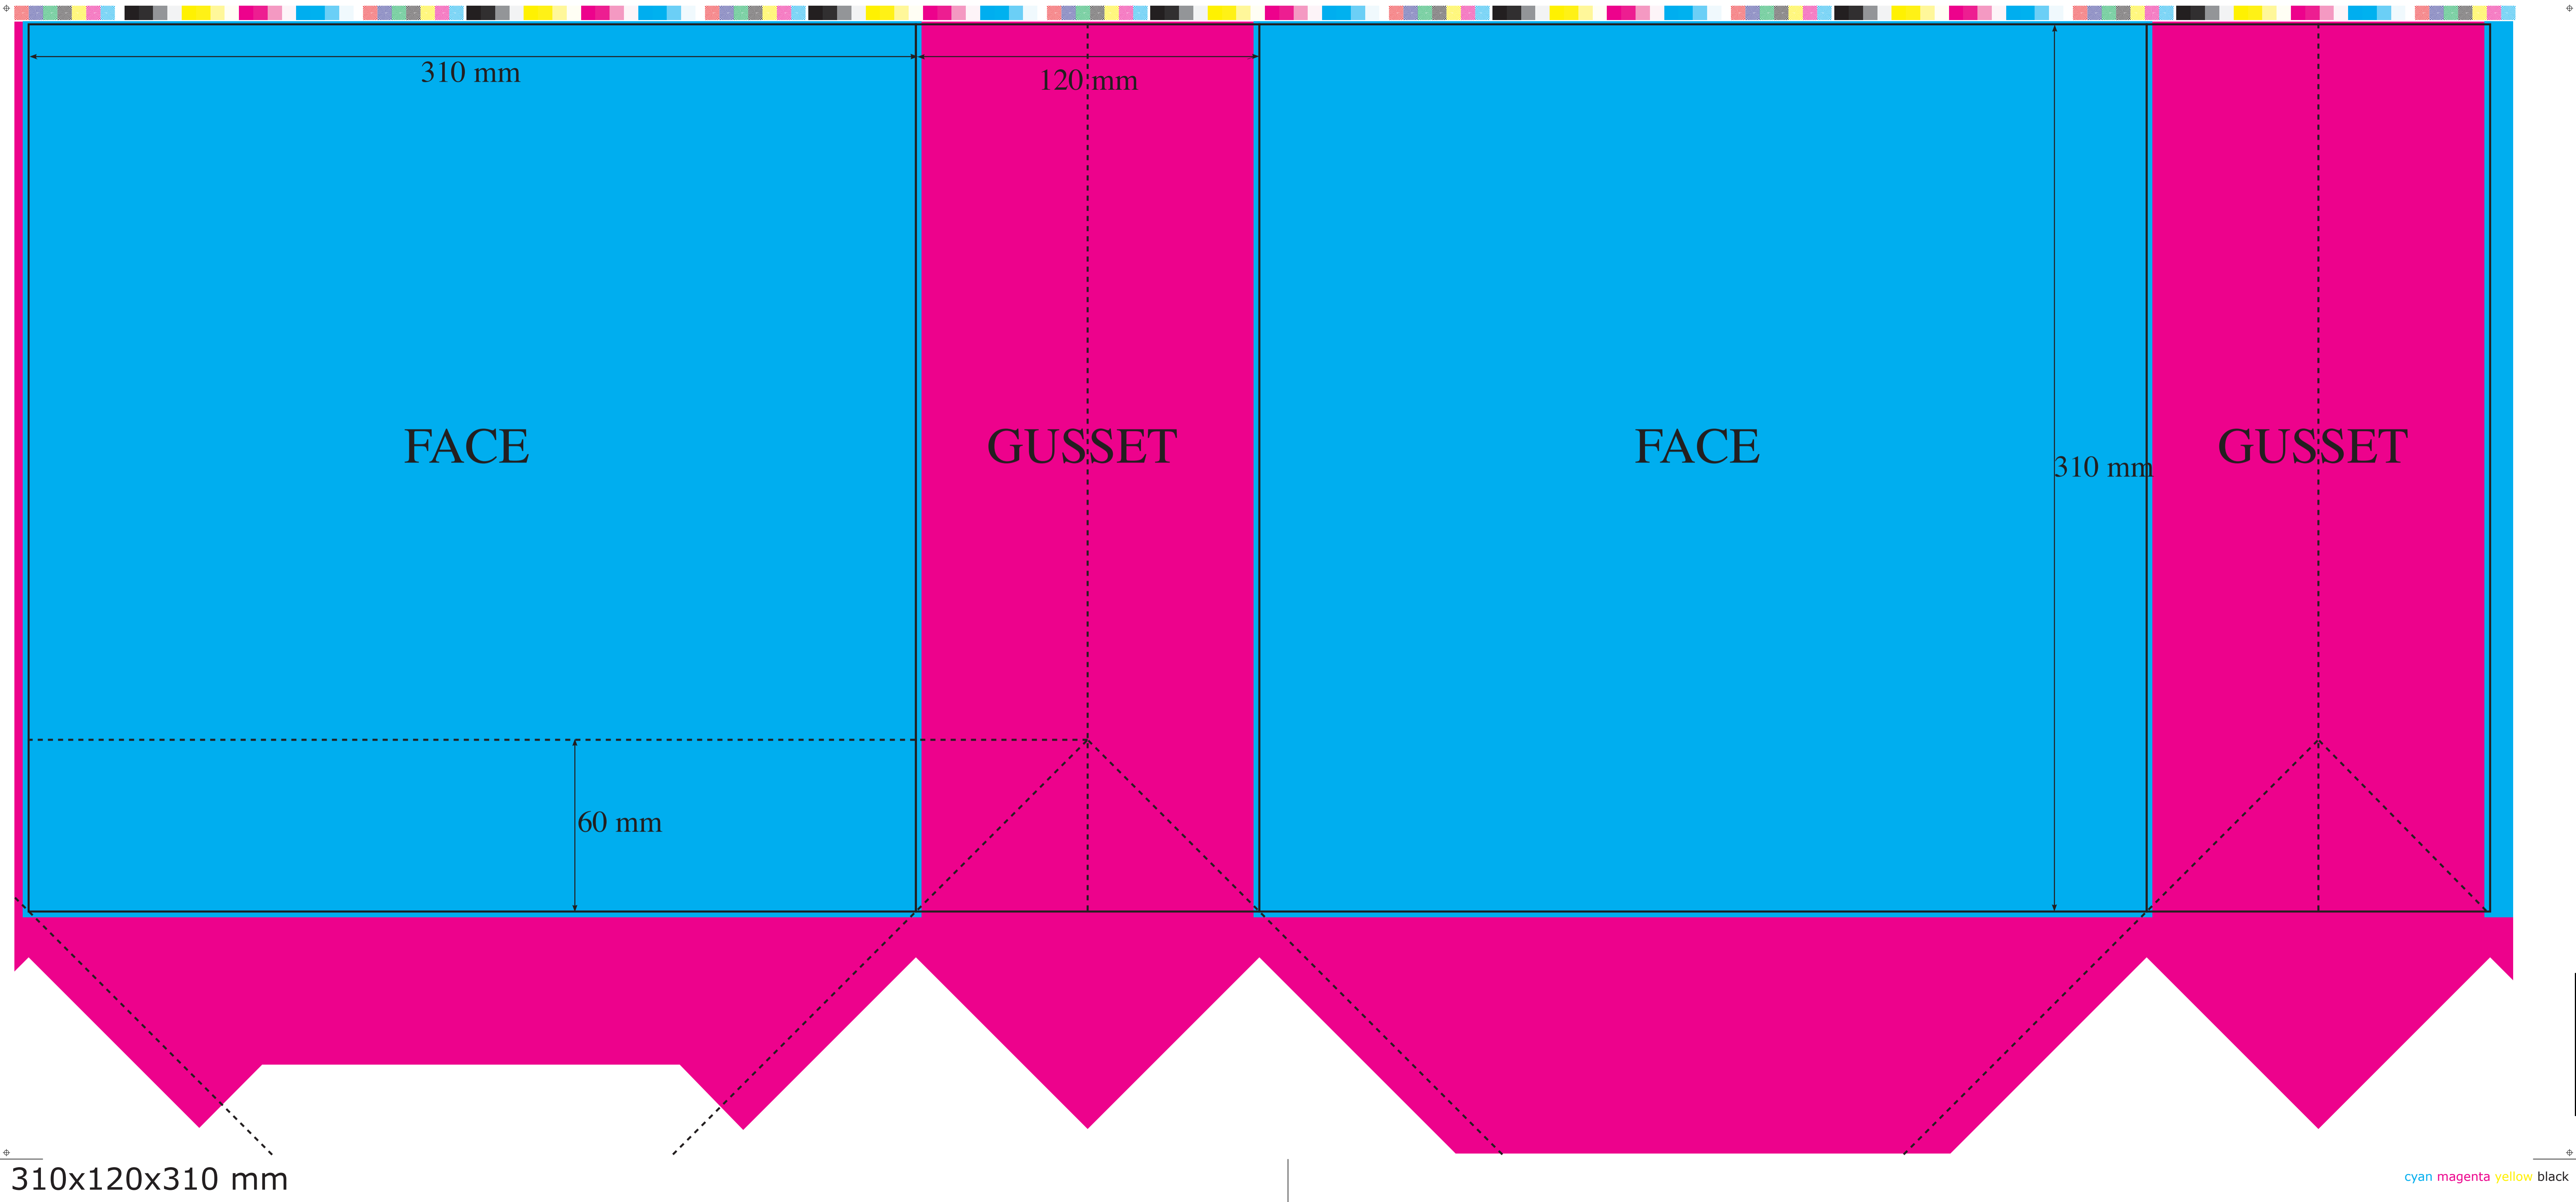 310 mm
120 mm
FACE
GUSSET
FACE
310 mm
GUSSET
60 mm
310x120x310 mm
cyan magenta yellow black